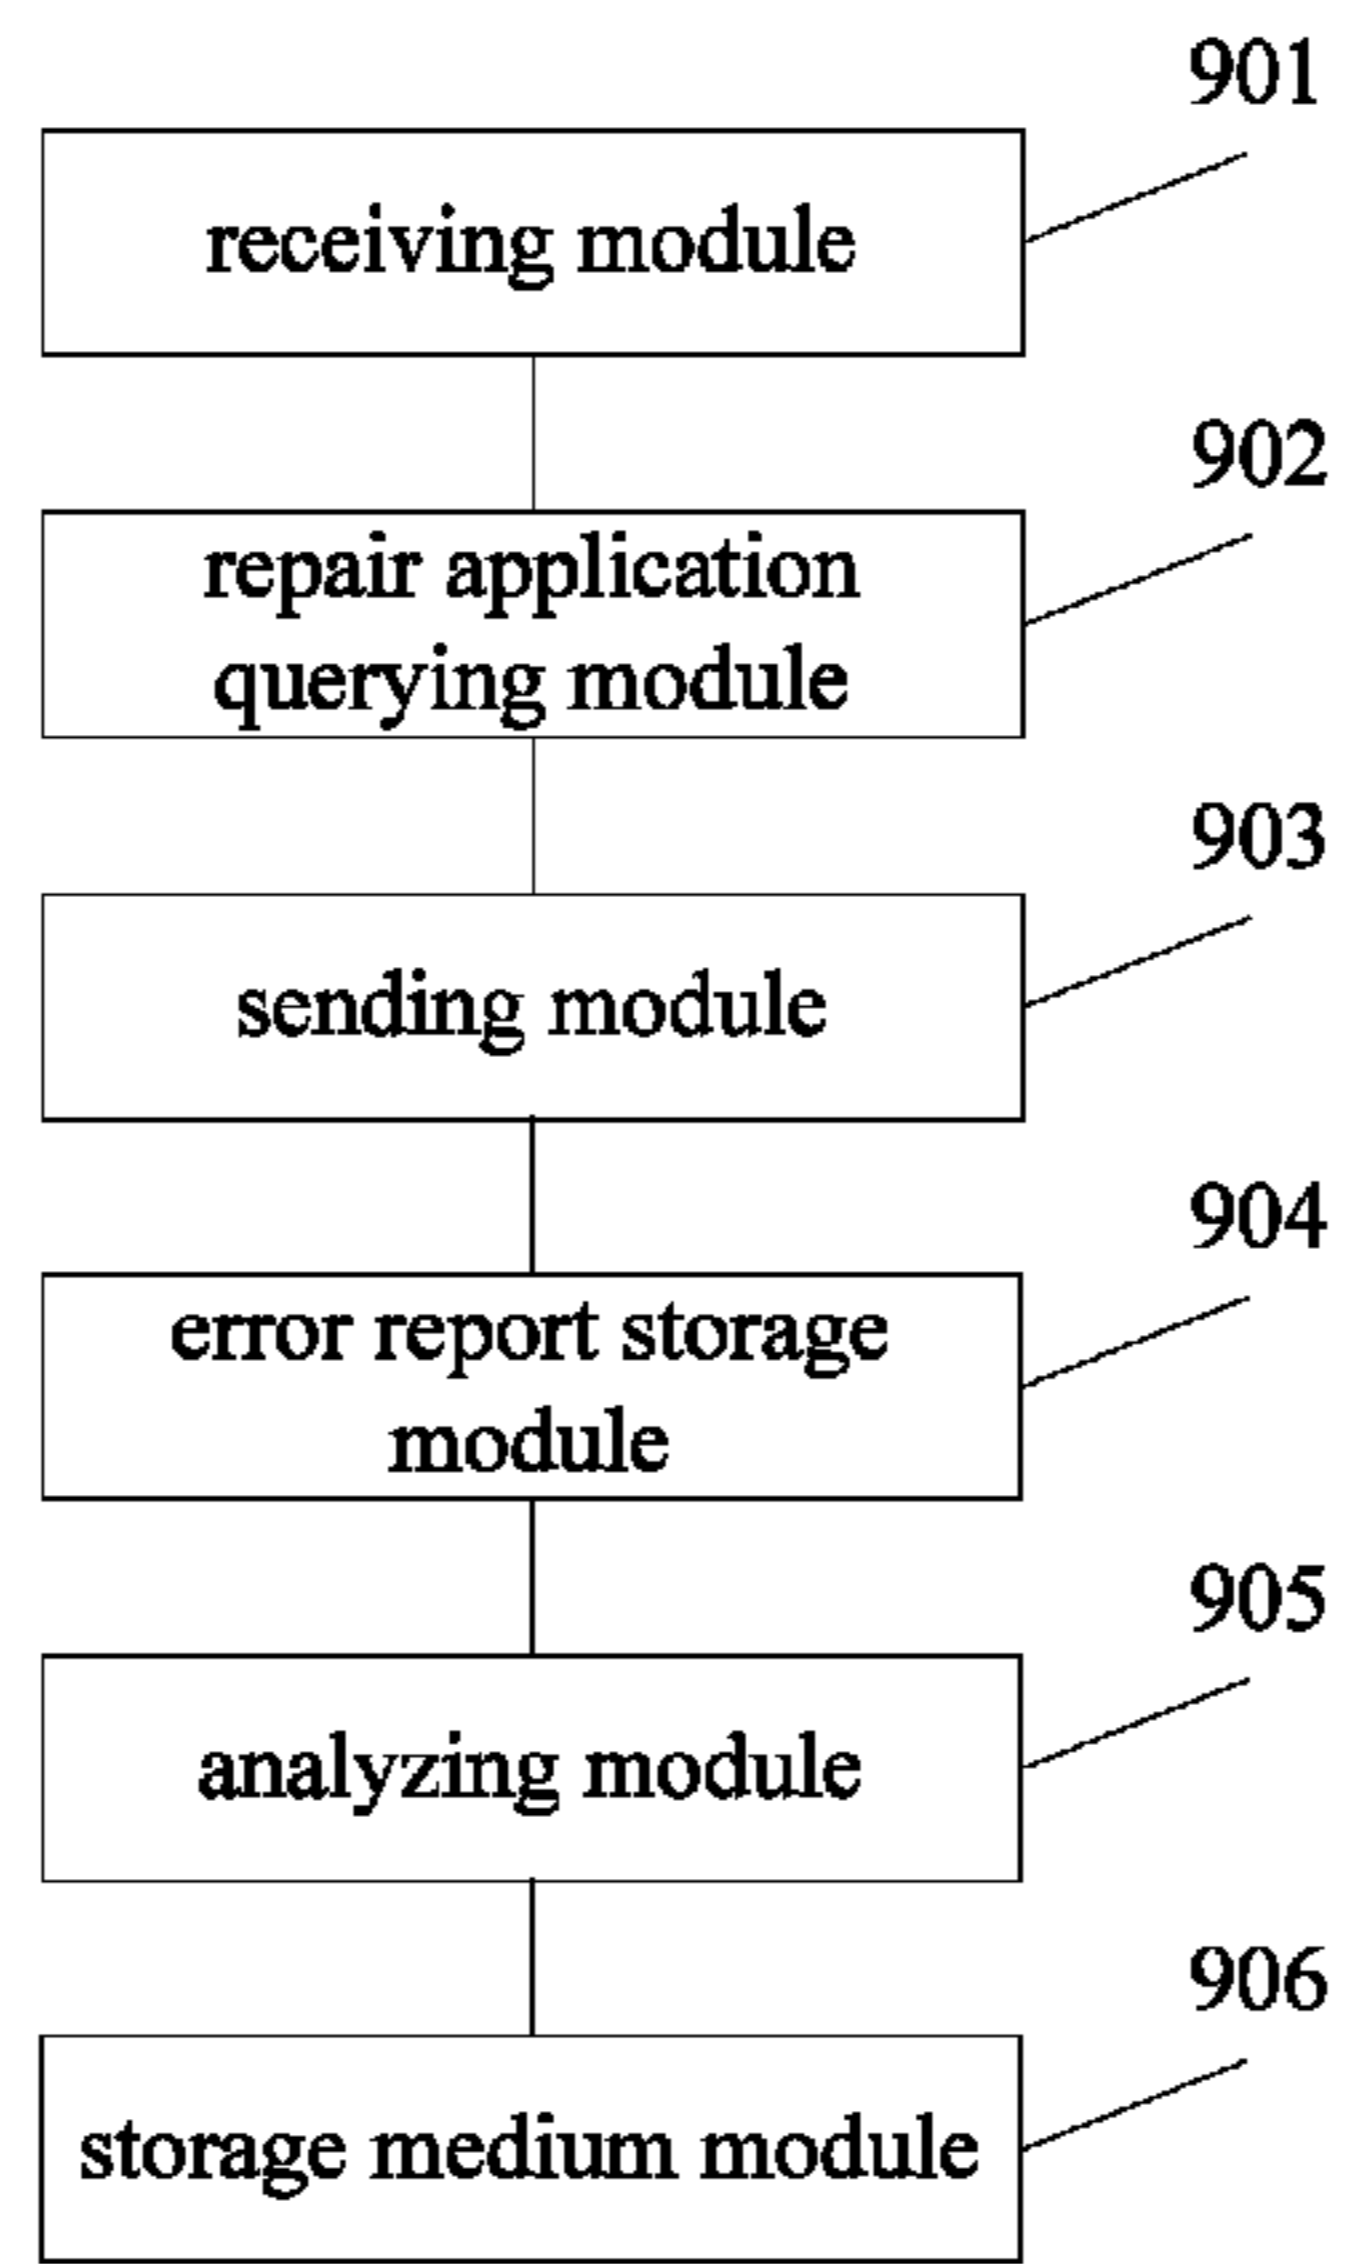 901
receiving module
902
repair application
querying module
903
sending module
904
error report storage
module
905
analyzing module
906
storage medium module